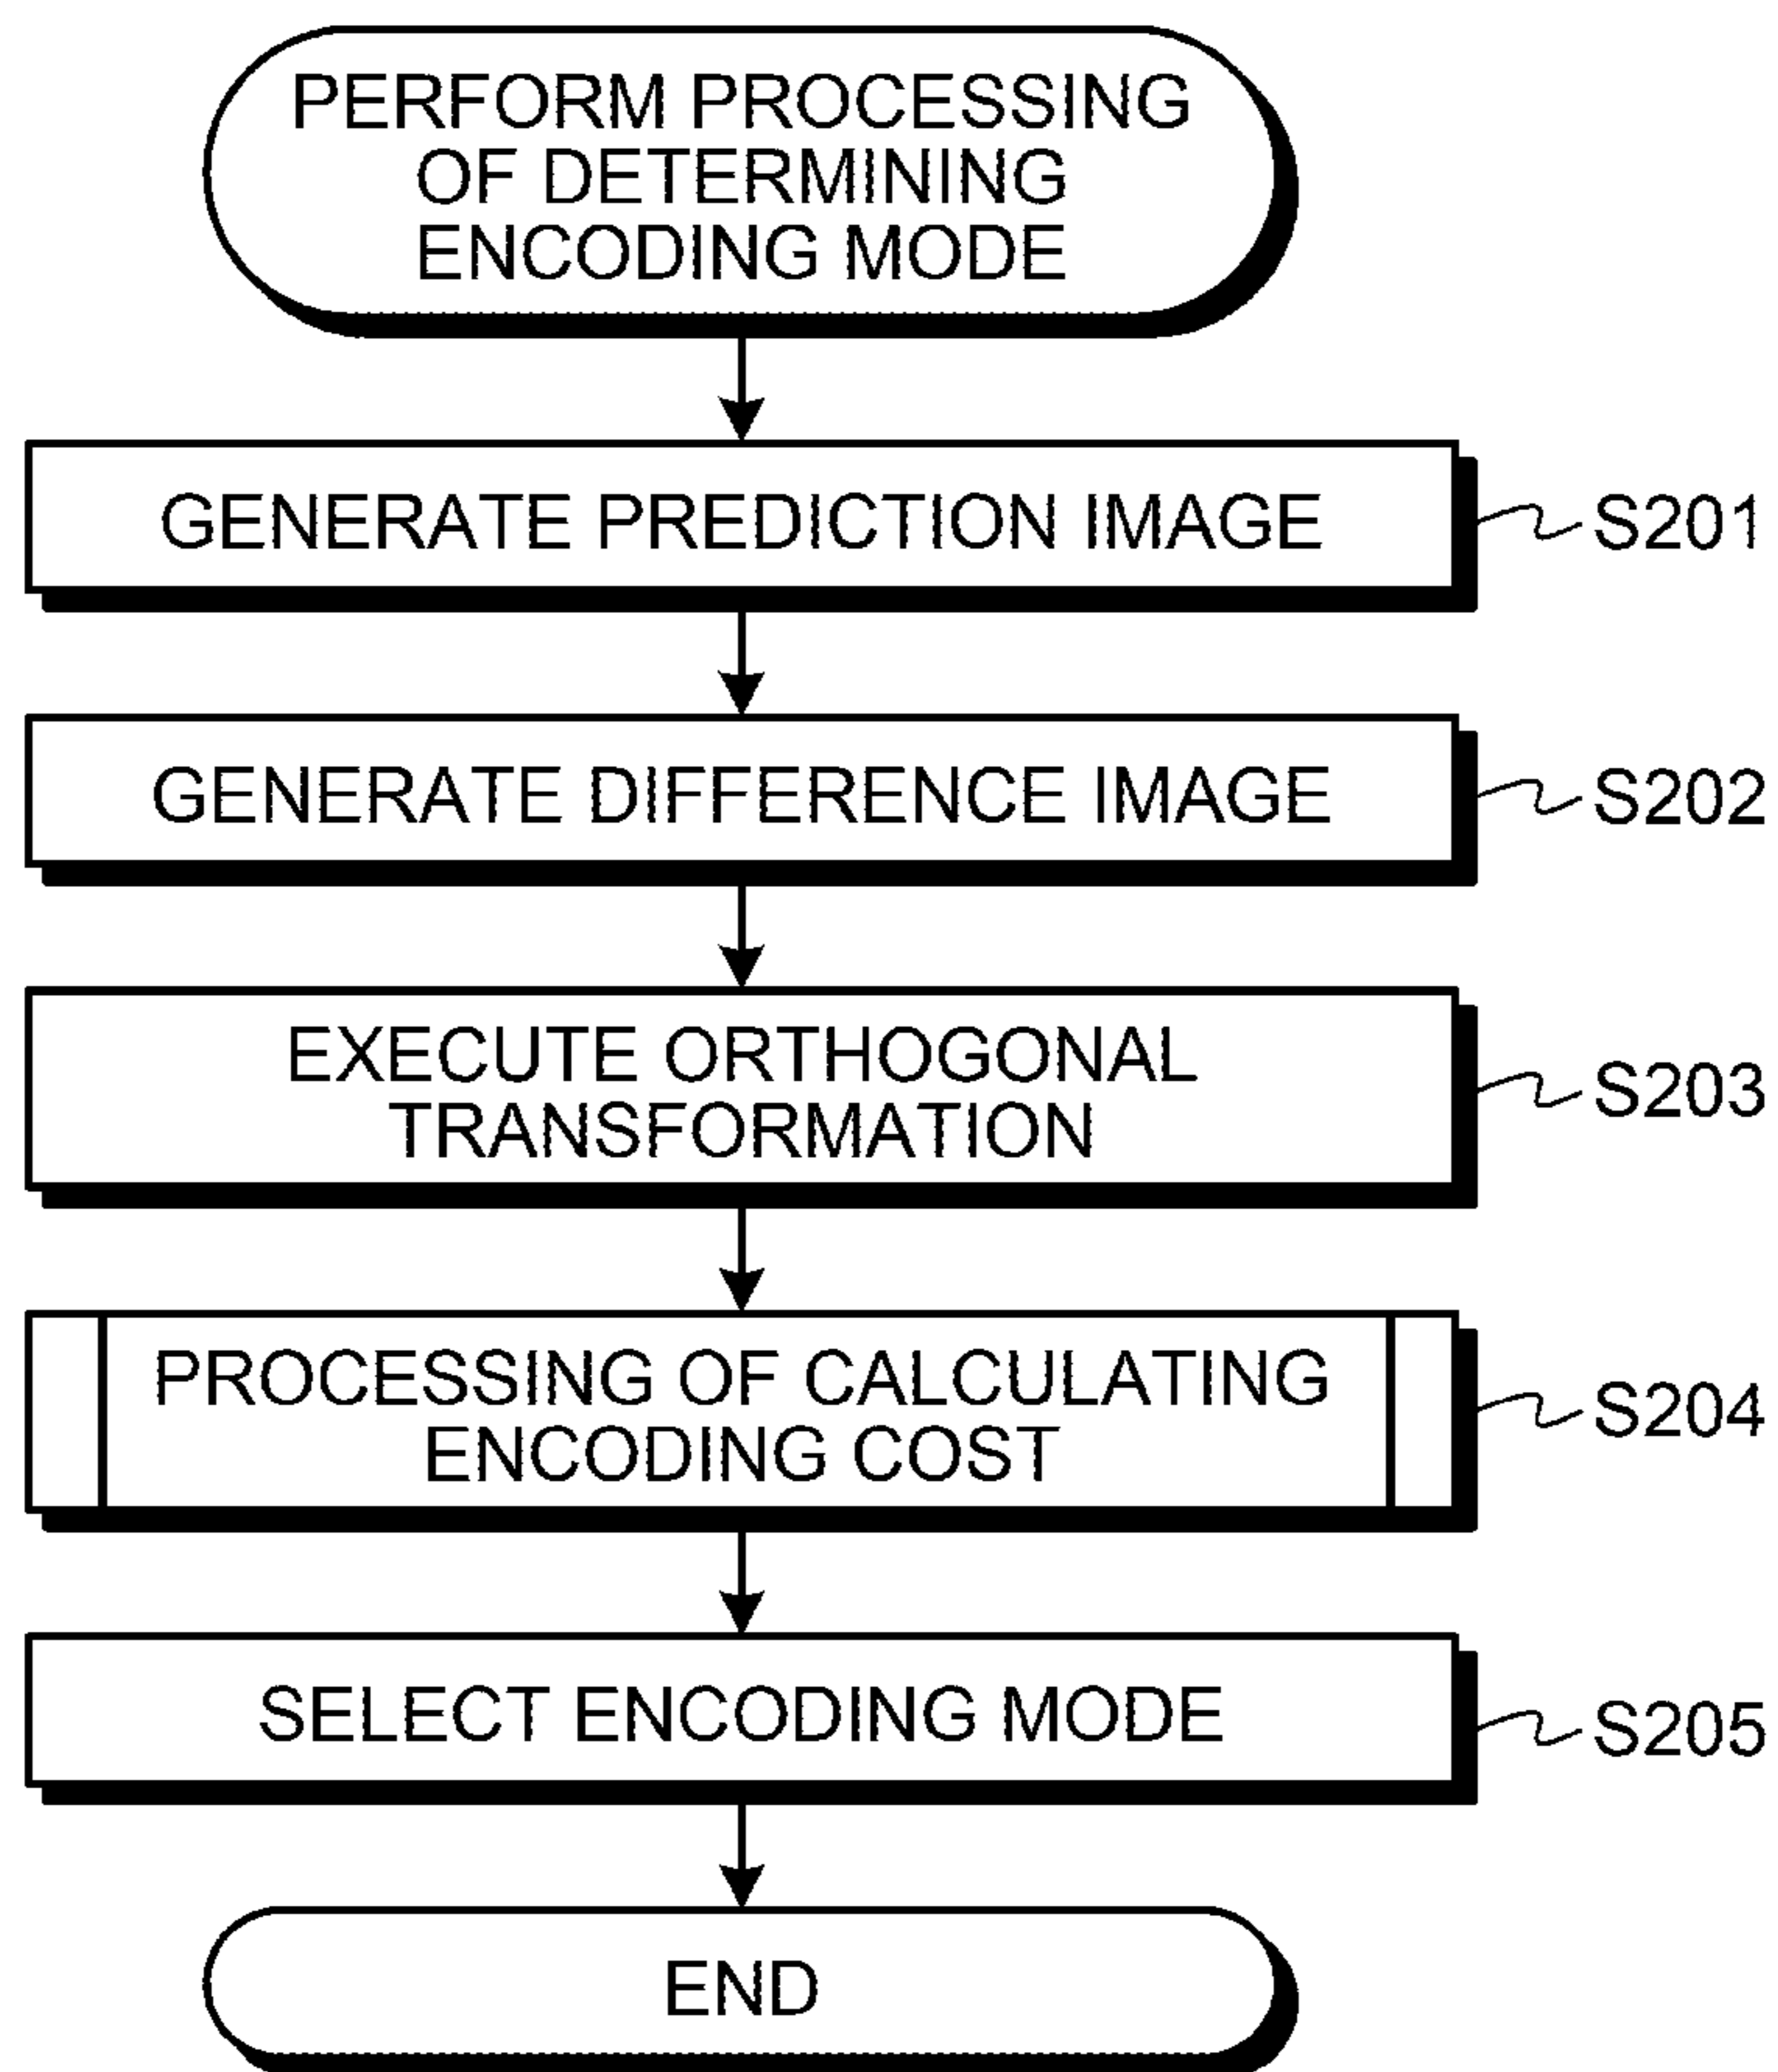 PERFORM PROCESSING
OF DETERMINING
ENCODING MODE
GENERATE PREDICTION IMAGE
S201
GENERATE DIFFERENCE IMAGE
S202
EXECUTE ORTHOGONAL
TRANSFORMATION
S203
PROCESSING OF CALCULATING
ENCODING COST
S204
SELECT ENCODING MODE
S205
END